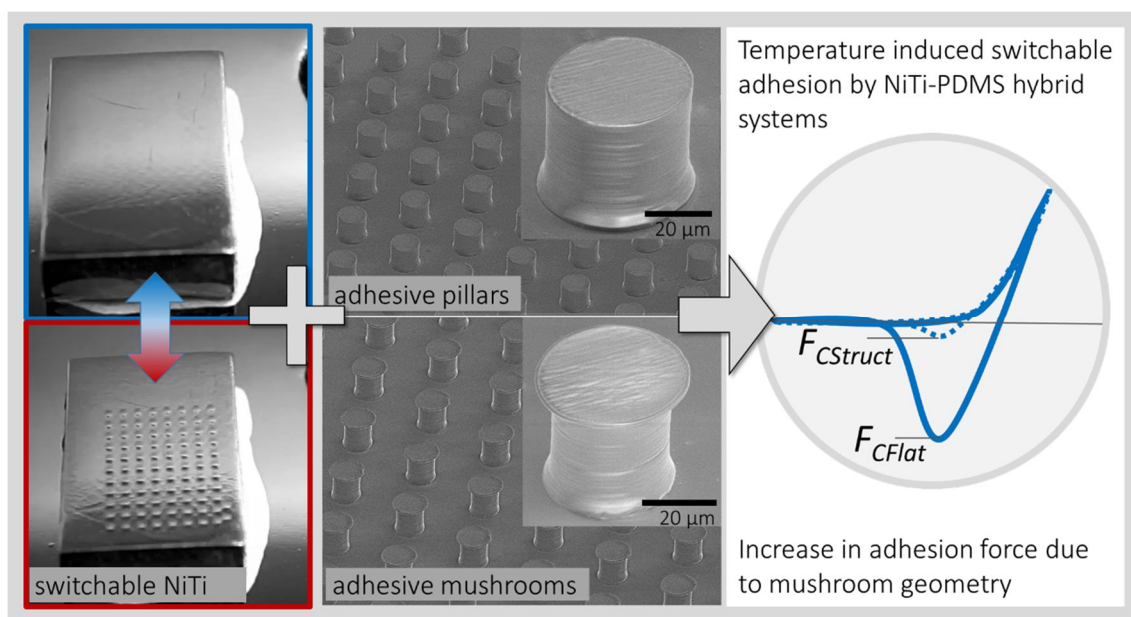 switchable NiTi
adhesive pillars
20 µm
adhesive mushrooms
20 µm
Temperature induced switchable
adhesion by NiTi-PDMS hybrid
systems
F_CStruct
F_CFlat
Increase in adhesion force due
to mushroom geometry